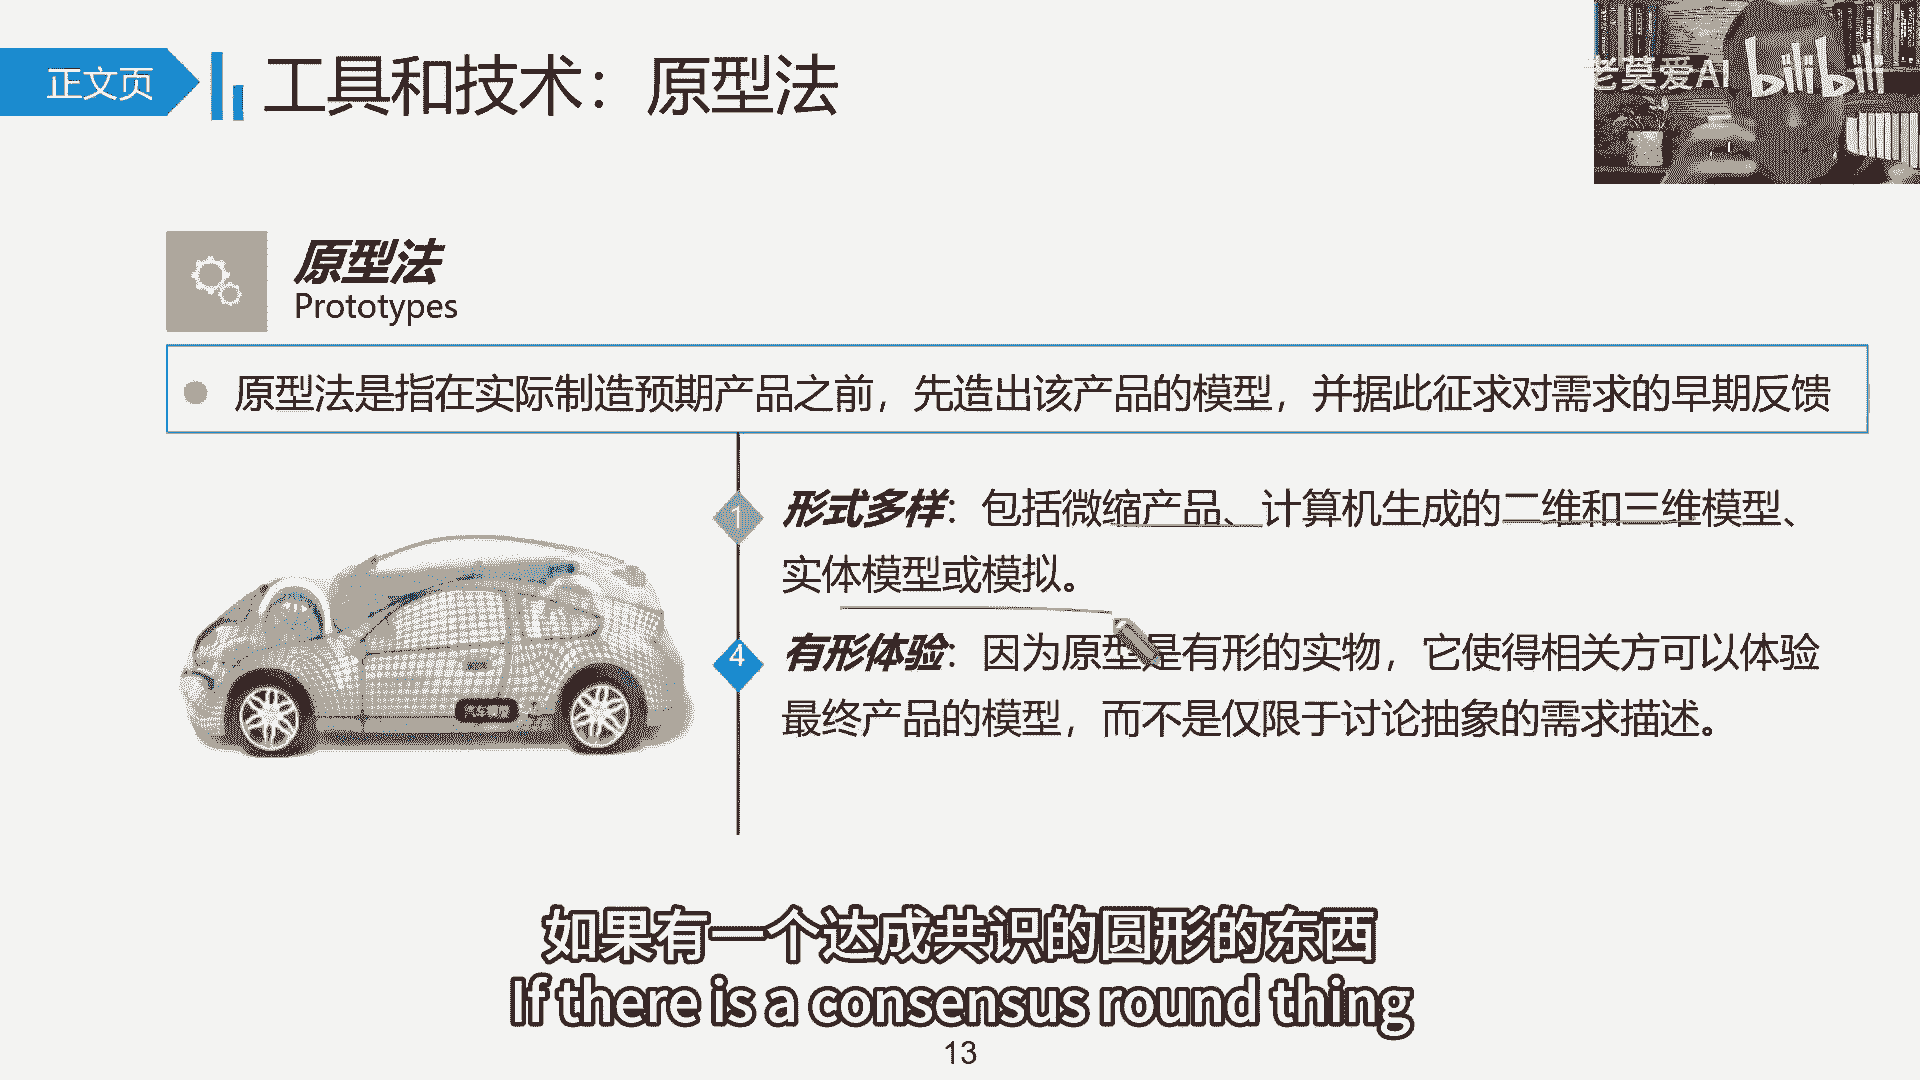 正文页
工具和技术：原型法
老莫爱AI bilibili
原型法
Prototypes
原型法是指在实际制造预期产品之前，先造出该产品的模型，并据此征求对需求的早期反馈
1
形式多样：包括微缩产品、计算机生成的二维和三维模型、
实体模型或模拟。
4
有形体验：因为原型是有形的实物，它使得相关方可以体验
最终产品的模型，而不是仅限于讨论抽象的需求描述。
如果有一个达成共识的圆形的东西
If there is a consensus round thing
13